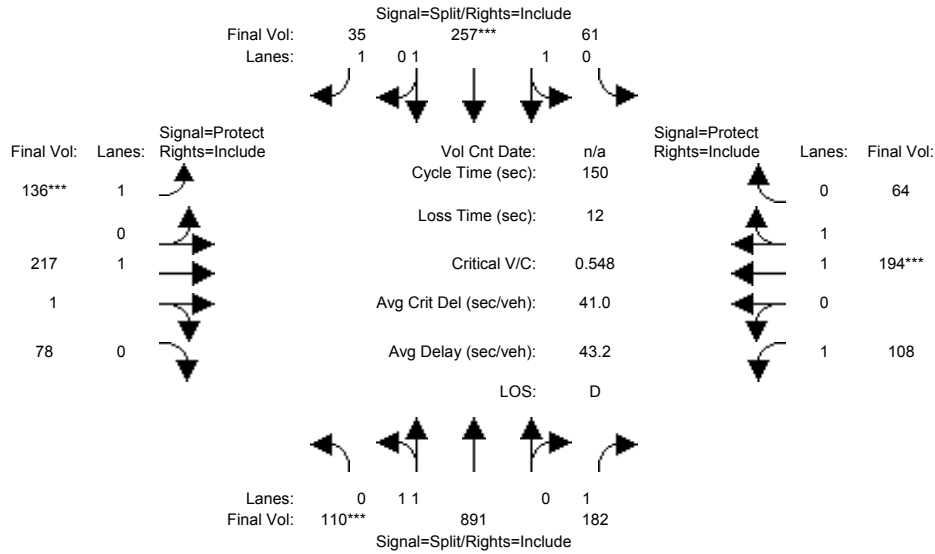 Signal=Split/Rights=Include
Final Vol: 35 257*** 61
Lanes: 1 0 1 1 0
Signal=Protect Signal=Protect
Final Vol: Lanes: Rights=Include Vol Cnt Date: n/a Rights=Include Lanes: Final Vol:
Cycle Time (sec): 150
136*** 1 0 64
Loss Time (sec): 12
0 1
217 1 Critical V/C: 0.548 1 194***
1 Avg Crit Del (sec/veh): 41.0 0
78 0 Avg Delay (sec/veh): 43.2 1 108
LOS: D
Lanes: 0 1 1 0 1
Final Vol: 110*** 891 182
Signal=Split/Rights=Include